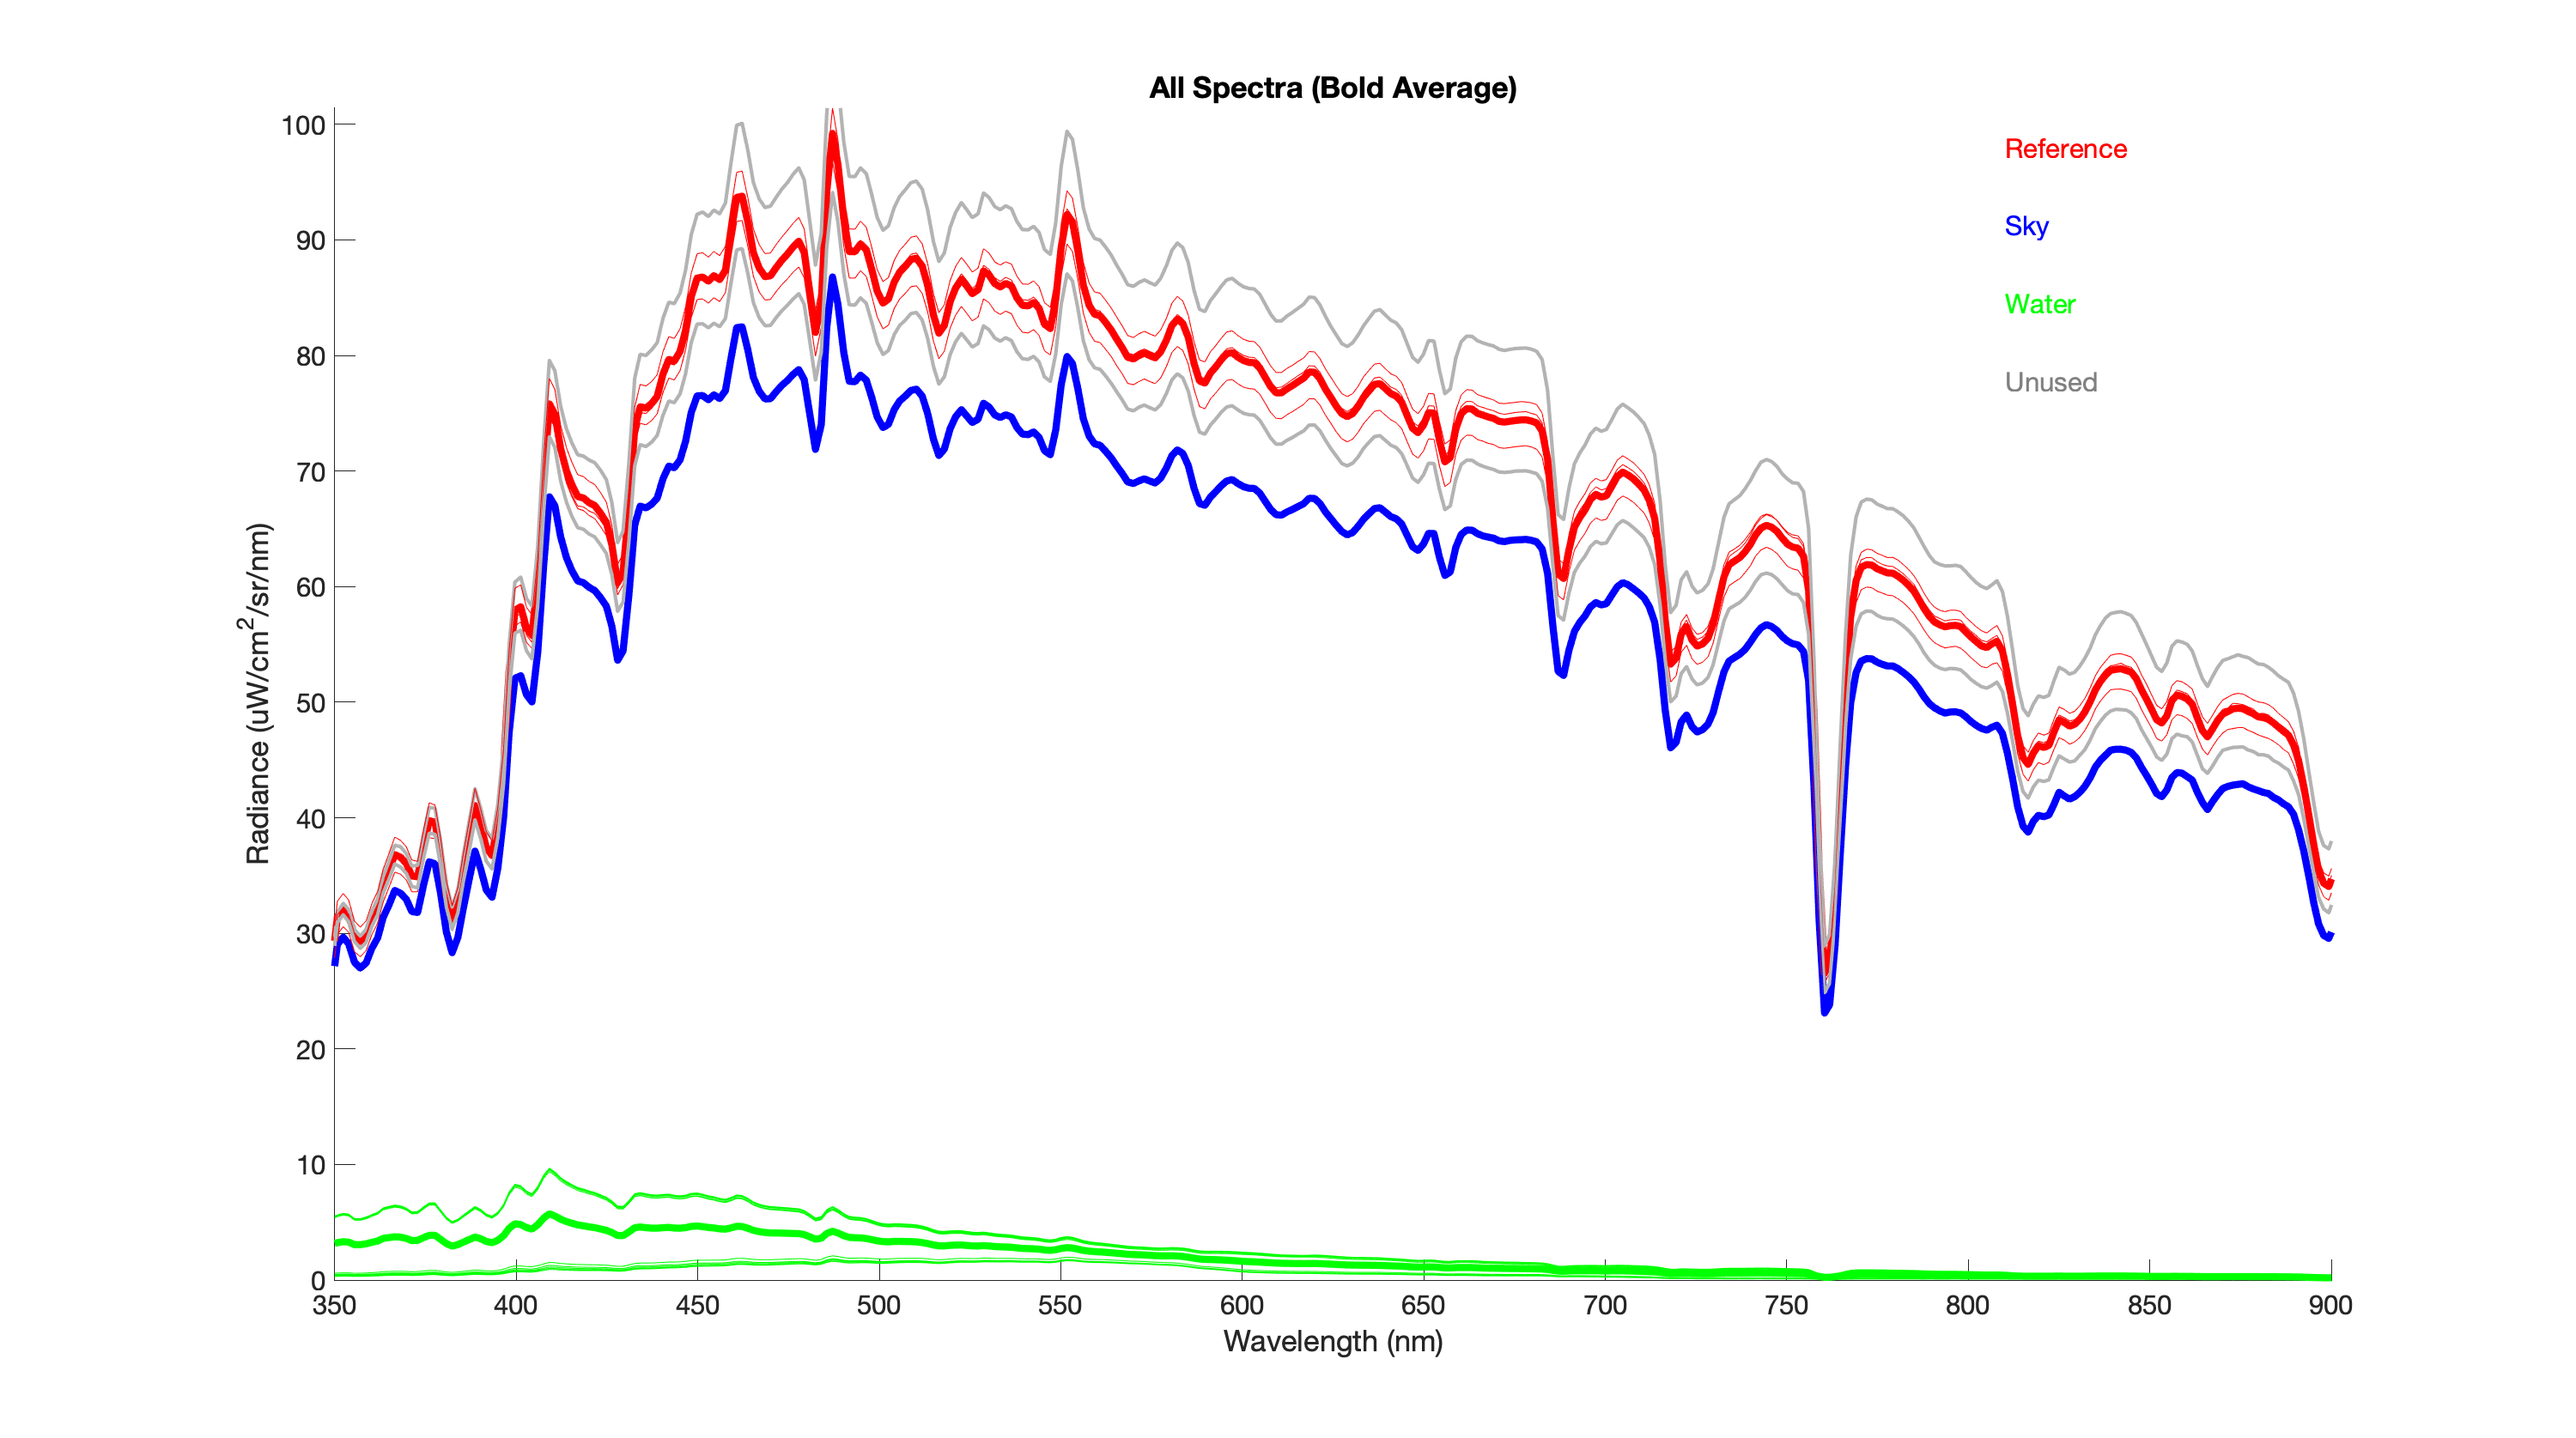 All Spectra (Bold Average)
Reference
Sky
Water
Unused
Radiance (uW/cm²/sr/nm)
100
90
80
70
60
50
40
30
20
10
0
350 400 450 500 550 600 650 700 750 800 850 900
Wavelength (nm)